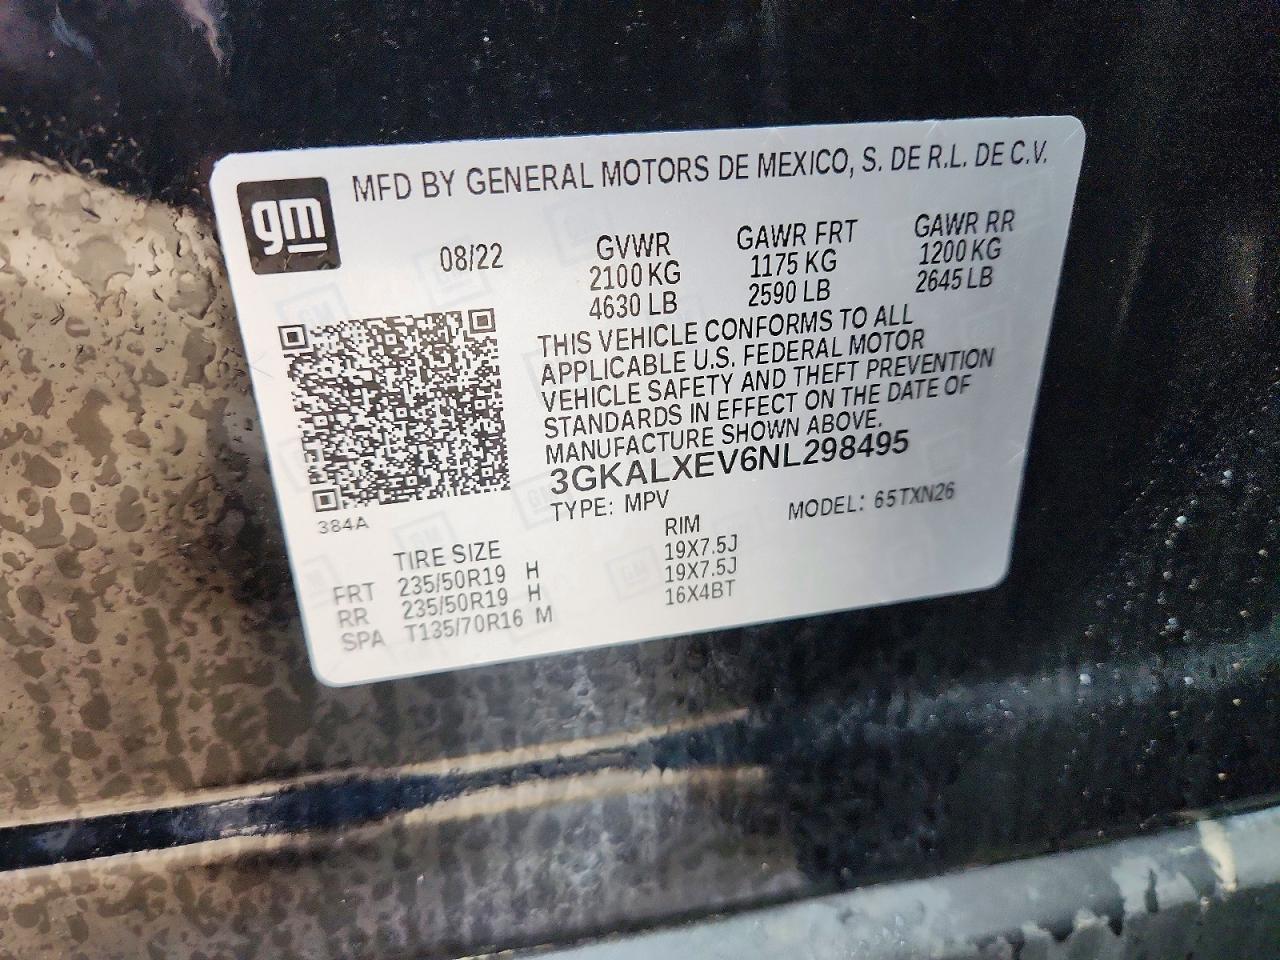 MFD BY GENERAL MOTORS DE MEXICO, S. DE R.L. DE C.V.
gm
08/22
GVWR
2100 KG
4630 LB
GAWR FRT
1175 KG
2590 LB
GAWR RR
1200 KG
2645 LB
THIS VEHICLE CONFORMS TO ALL
APPLICABLE U.S. FEDERAL MOTOR
VEHICLE SAFETY AND THEFT PREVENTION
STANDARDS IN EFFECT ON THE DATE OF
MANUFACTURE SHOWN ABOVE.
3GKALXEV6NL298495
TYPE: MPV MODEL: 65TXN26
384A
TIRE SIZE RIM
FRT 235/50R19 H 19X7.5J
RR 235/50R19 H 19X7.5J
SPA T135/70R16 M 16X4BT